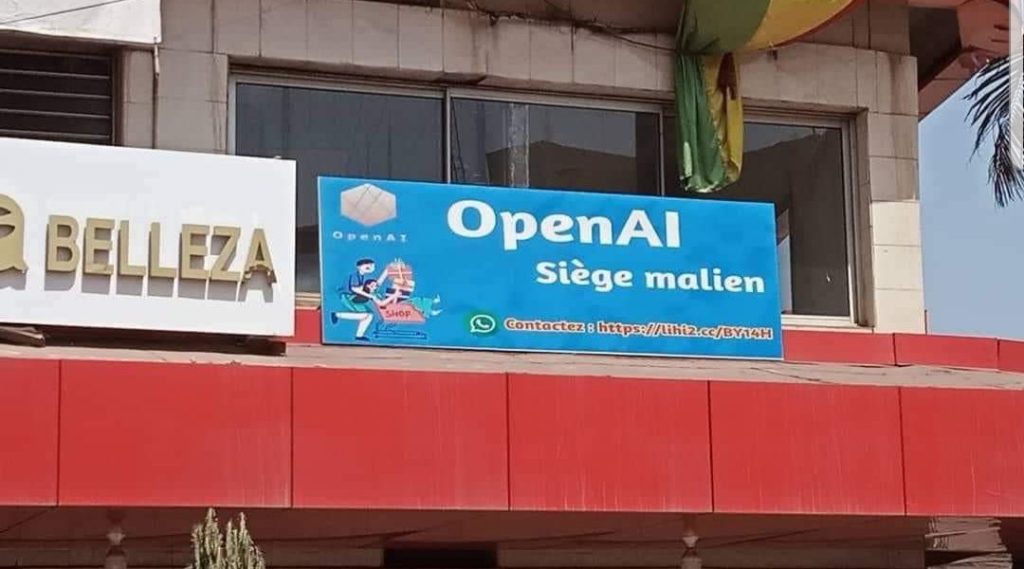 BELLEZA
OpenAI
OpenAI
Siège malien
SHOP
Contactez : https://lihi2.cc/BY14H